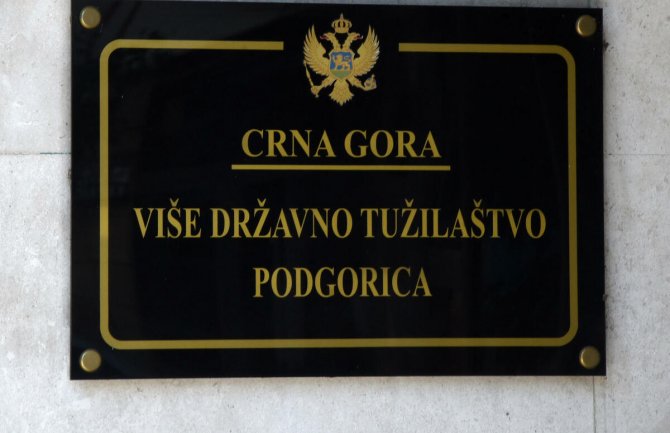 CRNA GORA
VIŠE DRŽAVNO TUŽILAŠTVO
PODGORICA